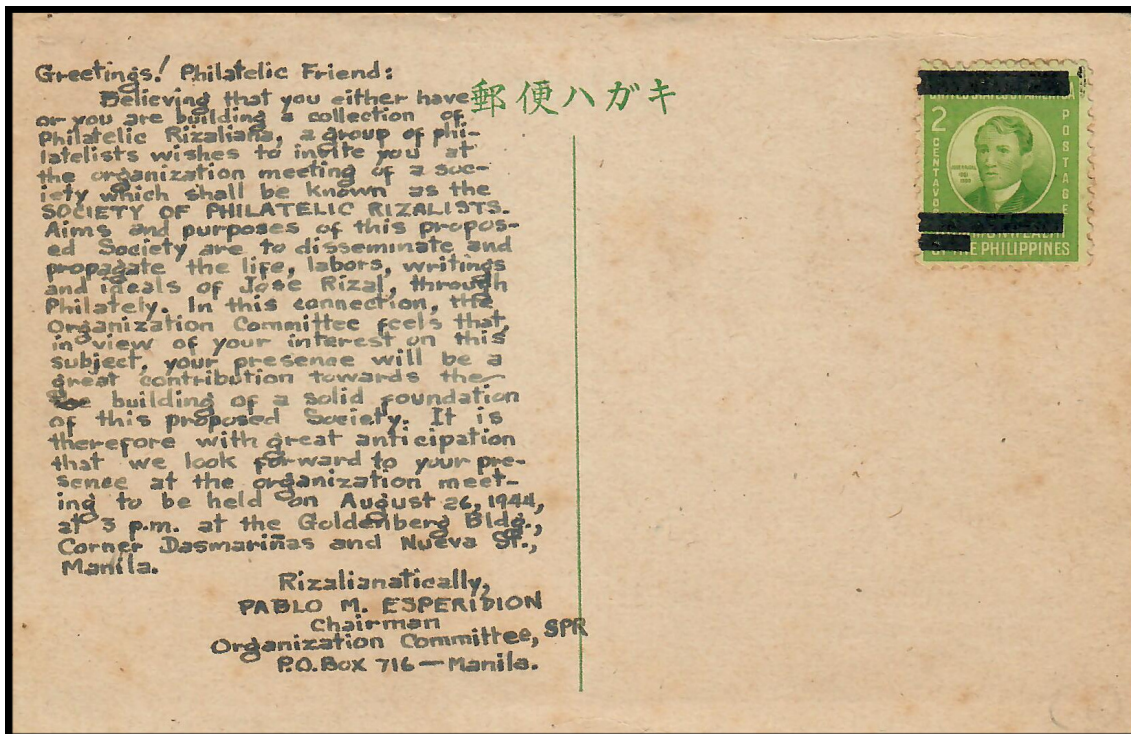 Greetings! Philatelic Friend:
Believing that you either have
or you are building a collection of
Philatelic Rizaliana, a group of phi-
latelists wishes to invite you at
the organization meeting of a soc-
iety which shall be known as the
SOCIETY OF PHILATELIC RIZALISTS.
Aims and purposes of this propos-
ed Society are to disseminate and
propagate the life, labors, writings
and ideals of Jose Rizal, through
Philately. In this connection, the
Organization Committee feels that,
in view of your interest on this
subject, your presence will be a
great contribution towards the
building of a solid foundation
of this proposed Society. It is
therefore with great anticipation
that we look forward to your pre-
sence at the organization meet-
ing to be held on August 26, 1944,
at 3 p.m. at the Goldenberg Bldg.,
Corner Dasmariñas and Nueva St.,
Manila.
Rizalianatically,
PABLO M. ESPERIDION
Chairman
Organization Committee, SPR
P.O. Box 716 — Manila.
郵便ハガキ
2
CENTAVOS
POSTAGE
OF THE PHILIPPINES